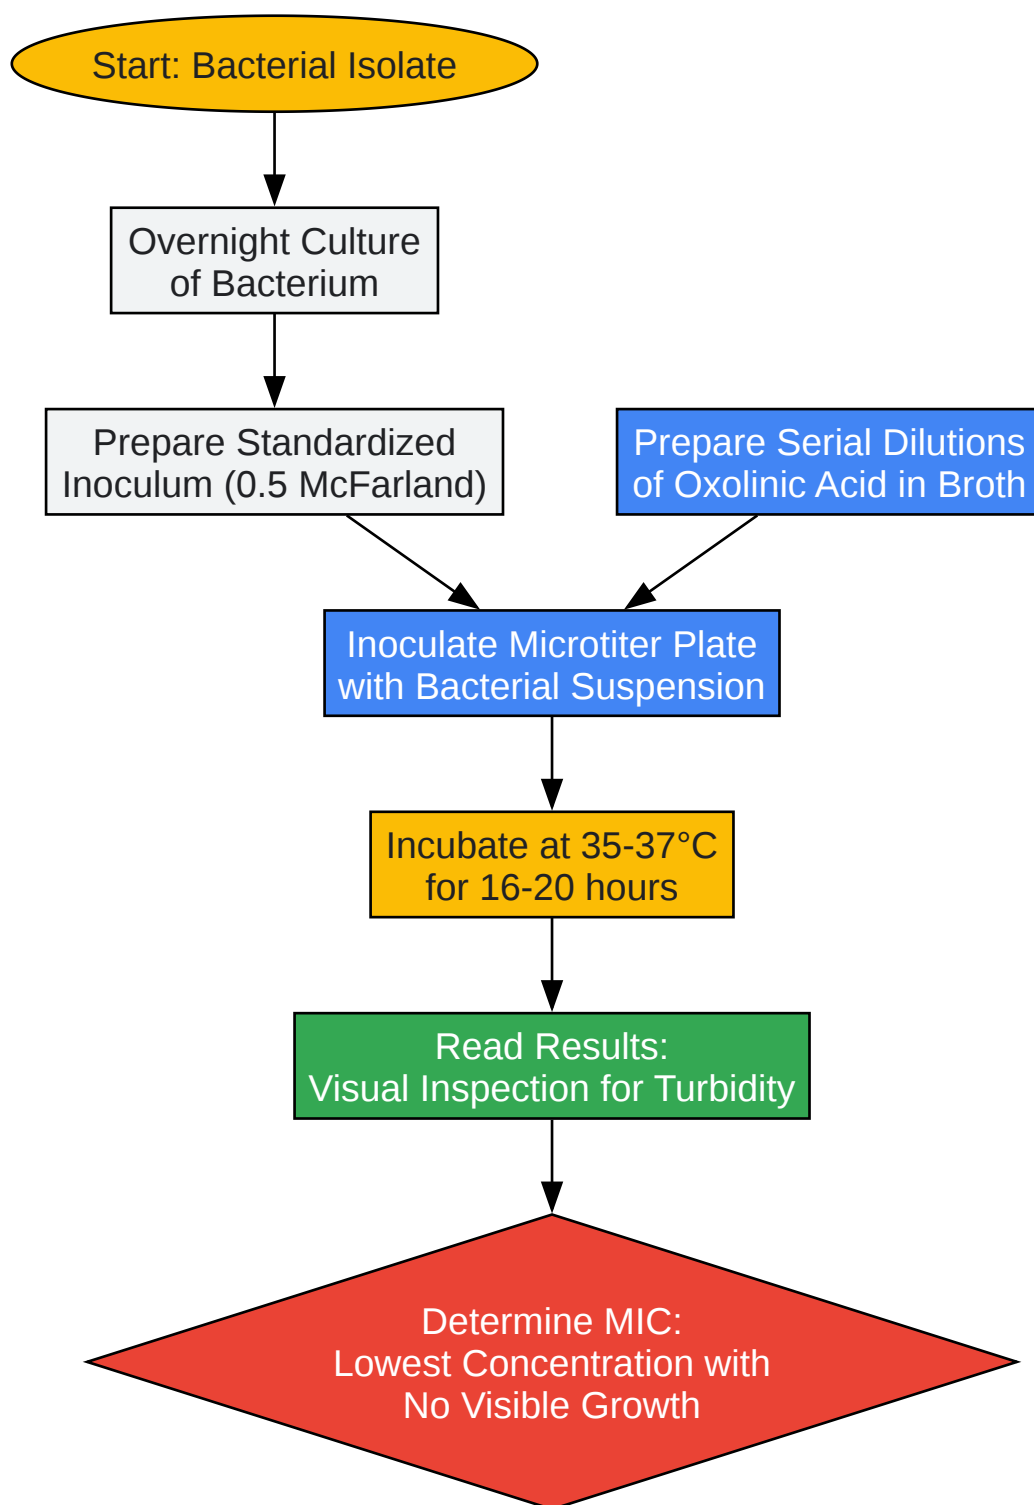 Start: Bacterial Isolate
Overnight Culture
of Bacterium
Prepare Standardized
Inoculum (0.5 McFarland)
Prepare Serial Dilutions
of Oxolinic Acid in Broth
Inoculate Microtiter Plate
with Bacterial Suspension
Incubate at 35-37°C
for 16-20 hours
Read Results:
Visual Inspection for Turbidity
Determine MIC:
Lowest Concentration with
No Visible Growth